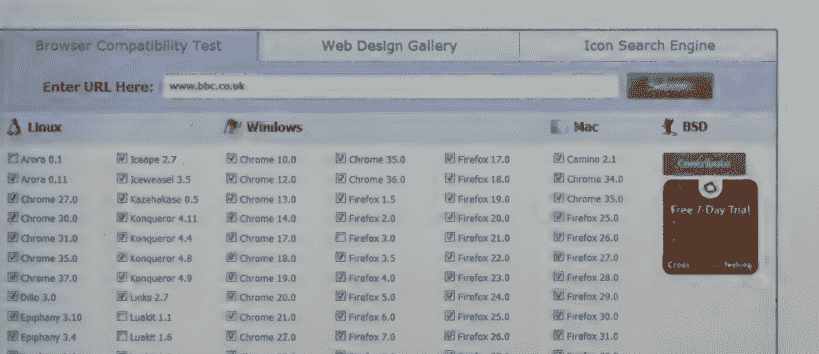 Browser Compatibility Test Web Design Gallery Icon Search Engine
Enter URL Here: www.bbc.co.uk Submit
Linux Windows Mac BSD
Arora 0.1 Iceape 2.7 Chrome 10.0 Chrome 35.0 Firefox 17.0 Camino 2.1 Contribute
Arora 0.11 Iceweasel 3.5 Chrome 12.0 Chrome 36.0 Firefox 18.0 Chrome 34.0
Chrome 27.0 Kazehakase 0.5 Chrome 13.0 Firefox 1.5 Firefox 19.0 Chrome 35.0
Chrome 30.0 Konqueror 4.11 Chrome 14.0 Firefox 2.0 Firefox 20.0 Firefox 25.0 Free 7-Day Trial
Chrome 31.0 Konqueror 4.4 Chrome 17.0 Firefox 3.0 Firefox 21.0 Firefox 26.0
Chrome 35.0 Konqueror 4.8 Chrome 18.0 Firefox 3.5 Firefox 22.0 Firefox 27.0
Chrome 37.0 Konqueror 4.9 Chrome 19.0 Firefox 4.0 Firefox 23.0 Firefox 28.0 Cross
Dillo 3.0 Links 2.7 Chrome 20.0 Firefox 5.0 Firefox 24.0 Firefox 29.0
Epiphany 3.10 Luakit 1.1 Chrome 21.0 Firefox 6.0 Firefox 25.0 Firefox 30.0
Epiphany 3.4 Luakit 1.6 Chrome 22.0 Firefox 7.0 Firefox 26.0 Firefox 31.0